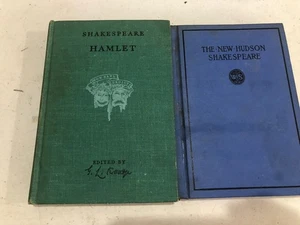 SHAKESPEARE
HAMLET
EDITED BY
THE NEW-HUDSON
SHAKESPEARE